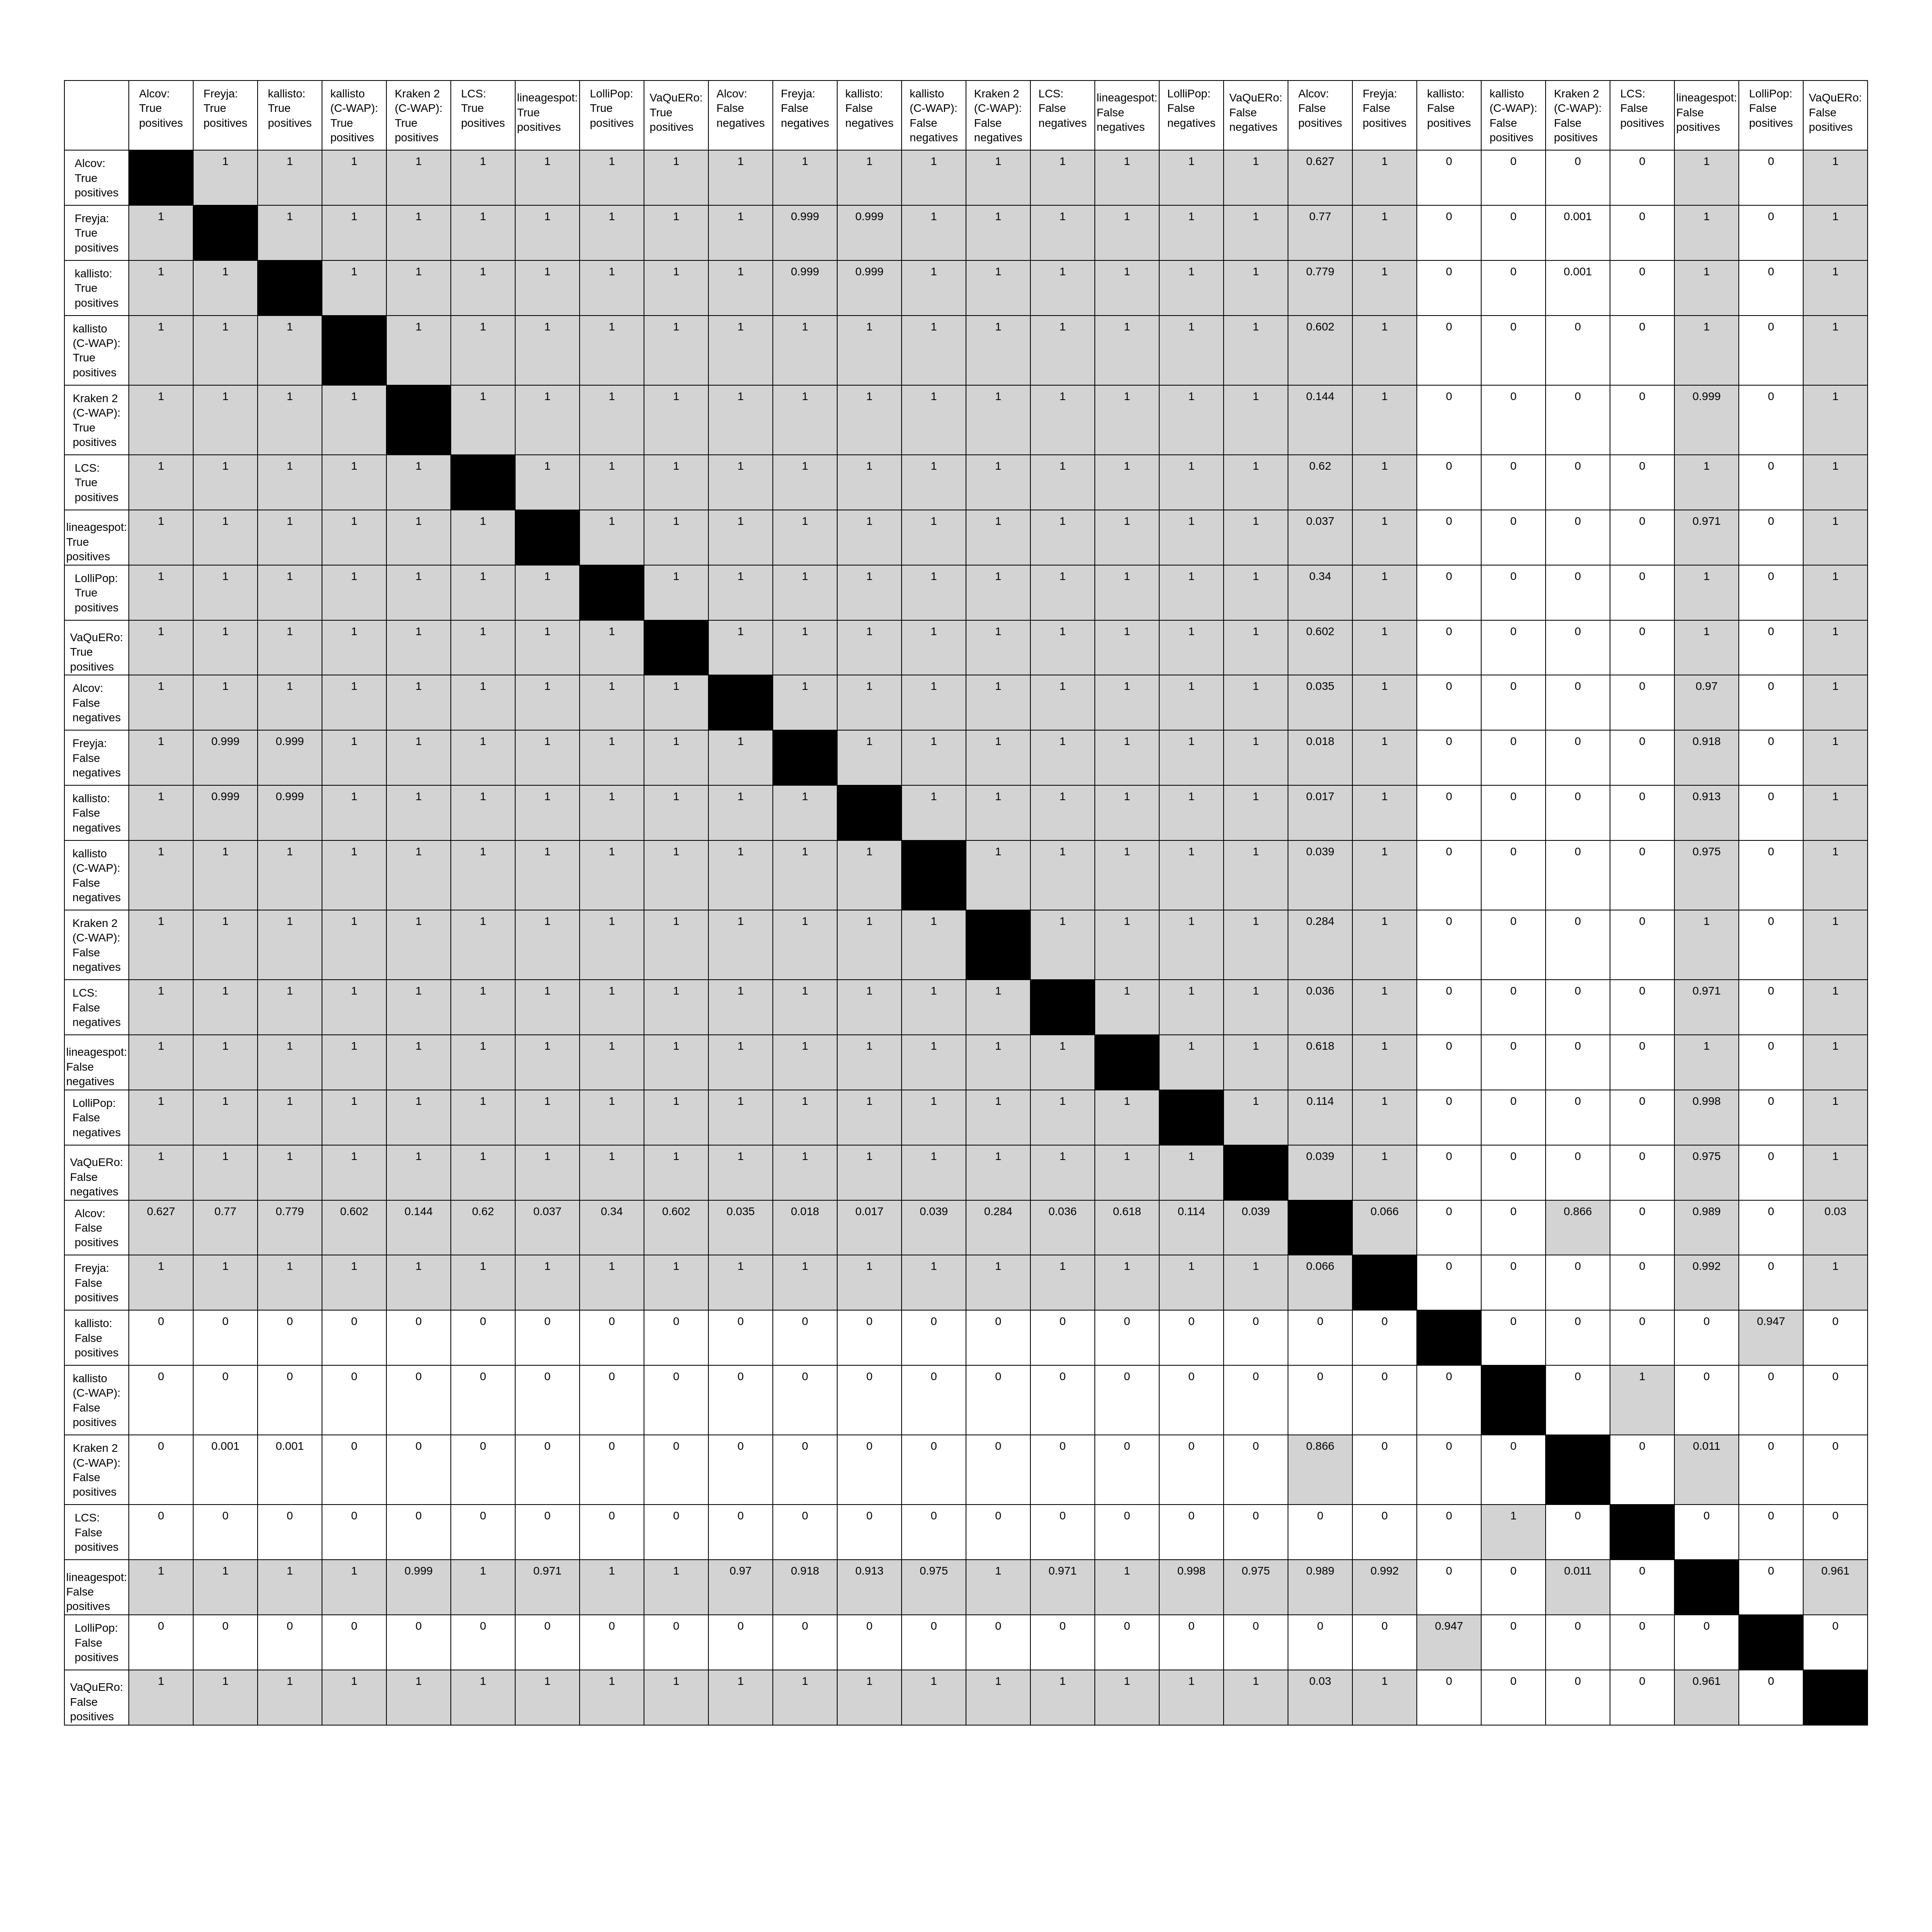 Alcov: True positives
Freyja: True positives
kallisto: True positives
kallisto (C-WAP): True positives
Kraken 2 (C-WAP): True positives
LCS: True positives
lineagespot: True positives
LolliPop: True positives
VaQuERo: True positives
Alcov: False negatives
Freyja: False negatives
kallisto: False negatives
kallisto (C-WAP): False negatives
Kraken 2 (C-WAP): False negatives
LCS: False negatives
lineagespot: False negatives
LolliPop: False negatives
VaQuERo: False negatives
Alcov: False positives
Freyja: False positives
kallisto: False positives
kallisto (C-WAP): False positives
Kraken 2 (C-WAP): False positives
LCS: False positives
lineagespot: False positives
LolliPop: False positives
VaQuERo: False positives
Alcov: True positives 1 1 1 1 1 1 1 1 1 1 1 1 1 1 1 1 1 0.627 1 0 0 0 0 1 0 1
Freyja: True positives 1 1 1 1 1 1 1 1 1 0.999 0.999 1 1 1 1 1 1 0.77 1 0 0 0.001 0 1 0 1
kallisto: True positives 1 1 1 1 1 1 1 1 1 0.999 0.999 1 1 1 1 1 1 0.779 1 0 0 0.001 0 1 0 1
kallisto (C-WAP): True positives 1 1 1 1 1 1 1 1 1 1 1 1 1 1 1 1 1 0.602 1 0 0 0 0 1 0 1
Kraken 2 (C-WAP): True positives 1 1 1 1 1 1 1 1 1 1 1 1 1 1 1 1 1 0.144 1 0 0 0 0 0.999 0 1
LCS: True positives 1 1 1 1 1 1 1 1 1 1 1 1 1 1 1 1 1 0.62 1 0 0 0 0 1 0 1
lineagespot: True positives 1 1 1 1 1 1 1 1 1 1 1 1 1 1 1 1 1 0.037 1 0 0 0 0 0.971 0 1
LolliPop: True positives 1 1 1 1 1 1 1 1 1 1 1 1 1 1 1 1 1 0.34 1 0 0 0 0 1 0 1
VaQuERo: True positives 1 1 1 1 1 1 1 1 1 1 1 1 1 1 1 1 1 0.602 1 0 0 0 0 1 0 1
Alcov: False negatives 1 1 1 1 1 1 1 1 1 1 1 1 1 1 1 1 1 0.035 1 0 0 0 0 0.97 0 1
Freyja: False negatives 1 0.999 0.999 1 1 1 1 1 1 1 1 1 1 1 1 1 1 0.018 1 0 0 0 0 0.918 0 1
kallisto: False negatives 1 0.999 0.999 1 1 1 1 1 1 1 1 1 1 1 1 1 1 0.017 1 0 0 0 0 0.913 0 1
kallisto (C-WAP): False negatives 1 1 1 1 1 1 1 1 1 1 1 1 1 1 1 1 1 0.039 1 0 0 0 0 0.975 0 1
Kraken 2 (C-WAP): False negatives 1 1 1 1 1 1 1 1 1 1 1 1 1 1 1 1 1 0.284 1 0 0 0 0 1 0 1
LCS: False negatives 1 1 1 1 1 1 1 1 1 1 1 1 1 1 1 1 1 0.036 1 0 0 0 0 0.971 0 1
lineagespot: False negatives 1 1 1 1 1 1 1 1 1 1 1 1 1 1 1 1 1 0.618 1 0 0 0 0 1 0 1
LolliPop: False negatives 1 1 1 1 1 1 1 1 1 1 1 1 1 1 1 1 1 0.114 1 0 0 0 0 0.998 0 1
VaQuERo: False negatives 1 1 1 1 1 1 1 1 1 1 1 1 1 1 1 1 1 0.039 1 0 0 0 0 0.975 0 1
Alcov: False positives 0.627 0.77 0.779 0.602 0.144 0.62 0.037 0.34 0.602 0.035 0.018 0.017 0.039 0.284 0.036 0.618 0.114 0.039 0.066 0 0 0.866 0 0.989 0 0.03
Freyja: False positives 1 1 1 1 1 1 1 1 1 1 1 1 1 1 1 1 1 1 0.066 0 0 0 0 0.992 0 1
kallisto: False positives 0 0 0 0 0 0 0 0 0 0 0 0 0 0 0 0 0 0 0 0 0 0 0 0 0.947 0
kallisto (C-WAP): False positives 0 0 0 0 0 0 0 0 0 0 0 0 0 0 0 0 0 0 0 0 0 0 1 0 0 0
Kraken 2 (C-WAP): False positives 0 0.001 0.001 0 0 0 0 0 0 0 0 0 0 0 0 0 0 0 0.866 0 0 0 0 0.011 0 0
LCS: False positives 0 0 0 0 0 0 0 0 0 0 0 0 0 0 0 0 0 0 0 0 0 1 0 0 0 0
lineagespot: False positives 1 1 1 1 0.999 1 0.971 1 1 0.97 0.918 0.913 0.975 1 0.971 1 0.998 0.975 0.989 0.992 0 0 0.011 0 0 0.961
LolliPop: False positives 0 0 0 0 0 0 0 0 0 0 0 0 0 0 0 0 0 0 0 0 0.947 0 0 0 0 0
VaQuERo: False positives 1 1 1 1 1 1 1 1 1 1 1 1 1 1 1 1 1 1 0.03 1 0 0 0 0 0.961 0